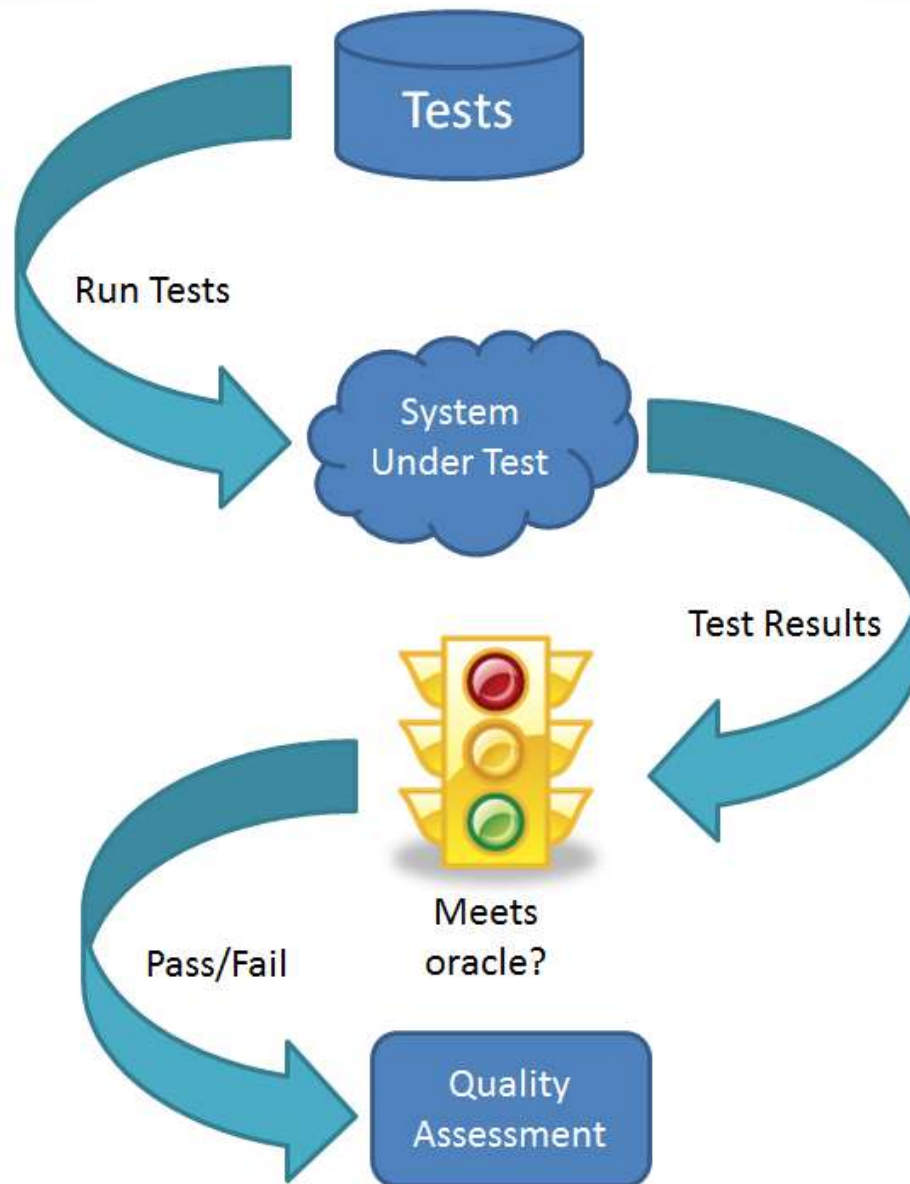 Tests
Run Tests
System
Under Test
Test Results
Meets
oracle?
Pass/Fail
Quality
Assessment